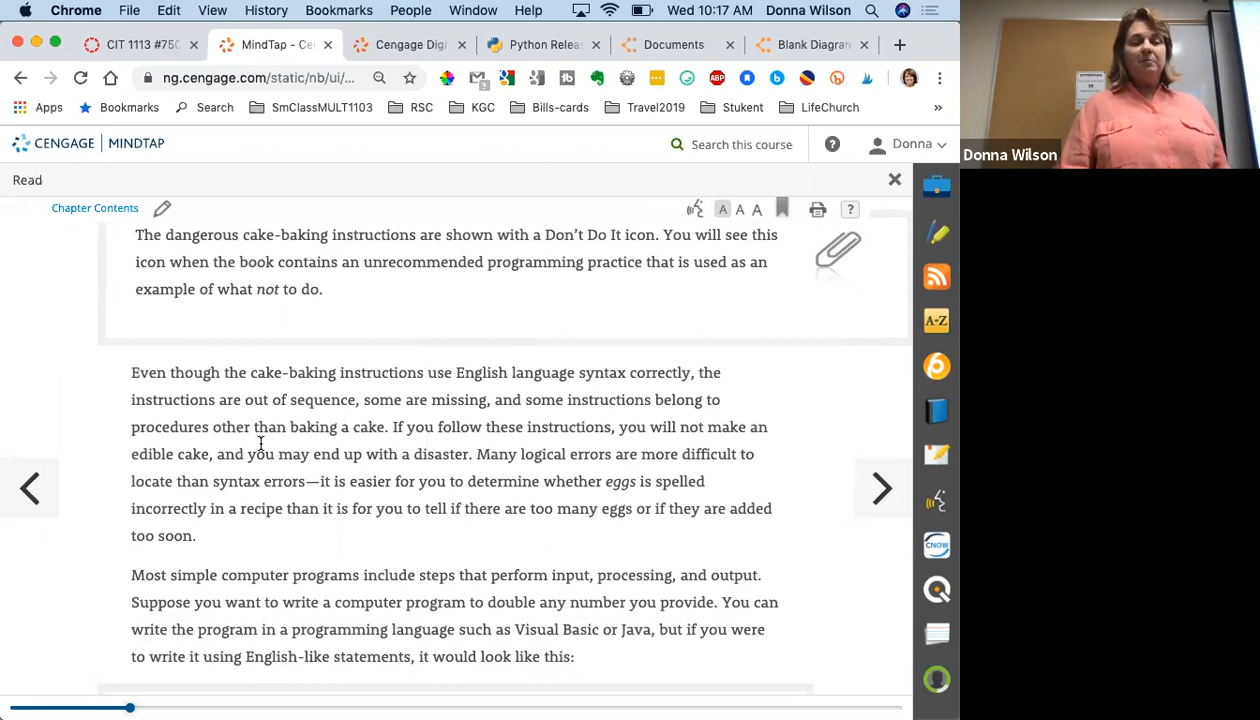 Chrome File Edit View History Bookmarks People Window Help Wed 10:17 AM Donna Wilson
CIT 1113 #750 MindTap - Cen Cengage Digi Python Releas Documents Blank Diagran
ng.cengage.com/static/nb/ui/...
Apps Bookmarks Search SmClassMULT1103 RSC KGC Bills-cards Travel2019 Stukent LifeChurch »
CENGAGE MINDTAP Search this course ? Donna
Read
Chapter Contents A A A ?
The dangerous cake-baking instructions are shown with a Don't Do It icon. You will see this
icon when the book contains an unrecommended programming practice that is used as an
example of what not to do.
Even though the cake-baking instructions use English language syntax correctly, the
instructions are out of sequence, some are missing, and some instructions belong to
procedures other than baking a cake. If you follow these instructions, you will not make an
edible cake, and you may end up with a disaster. Many logical errors are more difficult to
locate than syntax errors—it is easier for you to determine whether eggs is spelled
incorrectly in a recipe than it is for you to tell if there are too many eggs or if they are added
too soon.
Most simple computer programs include steps that perform input, processing, and output.
Suppose you want to write a computer program to double any number you provide. You can
write the program in a programming language such as Visual Basic or Java, but if you were
to write it using English-like statements, it would look like this:
A-Z
CNOW
ABP
ATTENTION
Donna Wilson